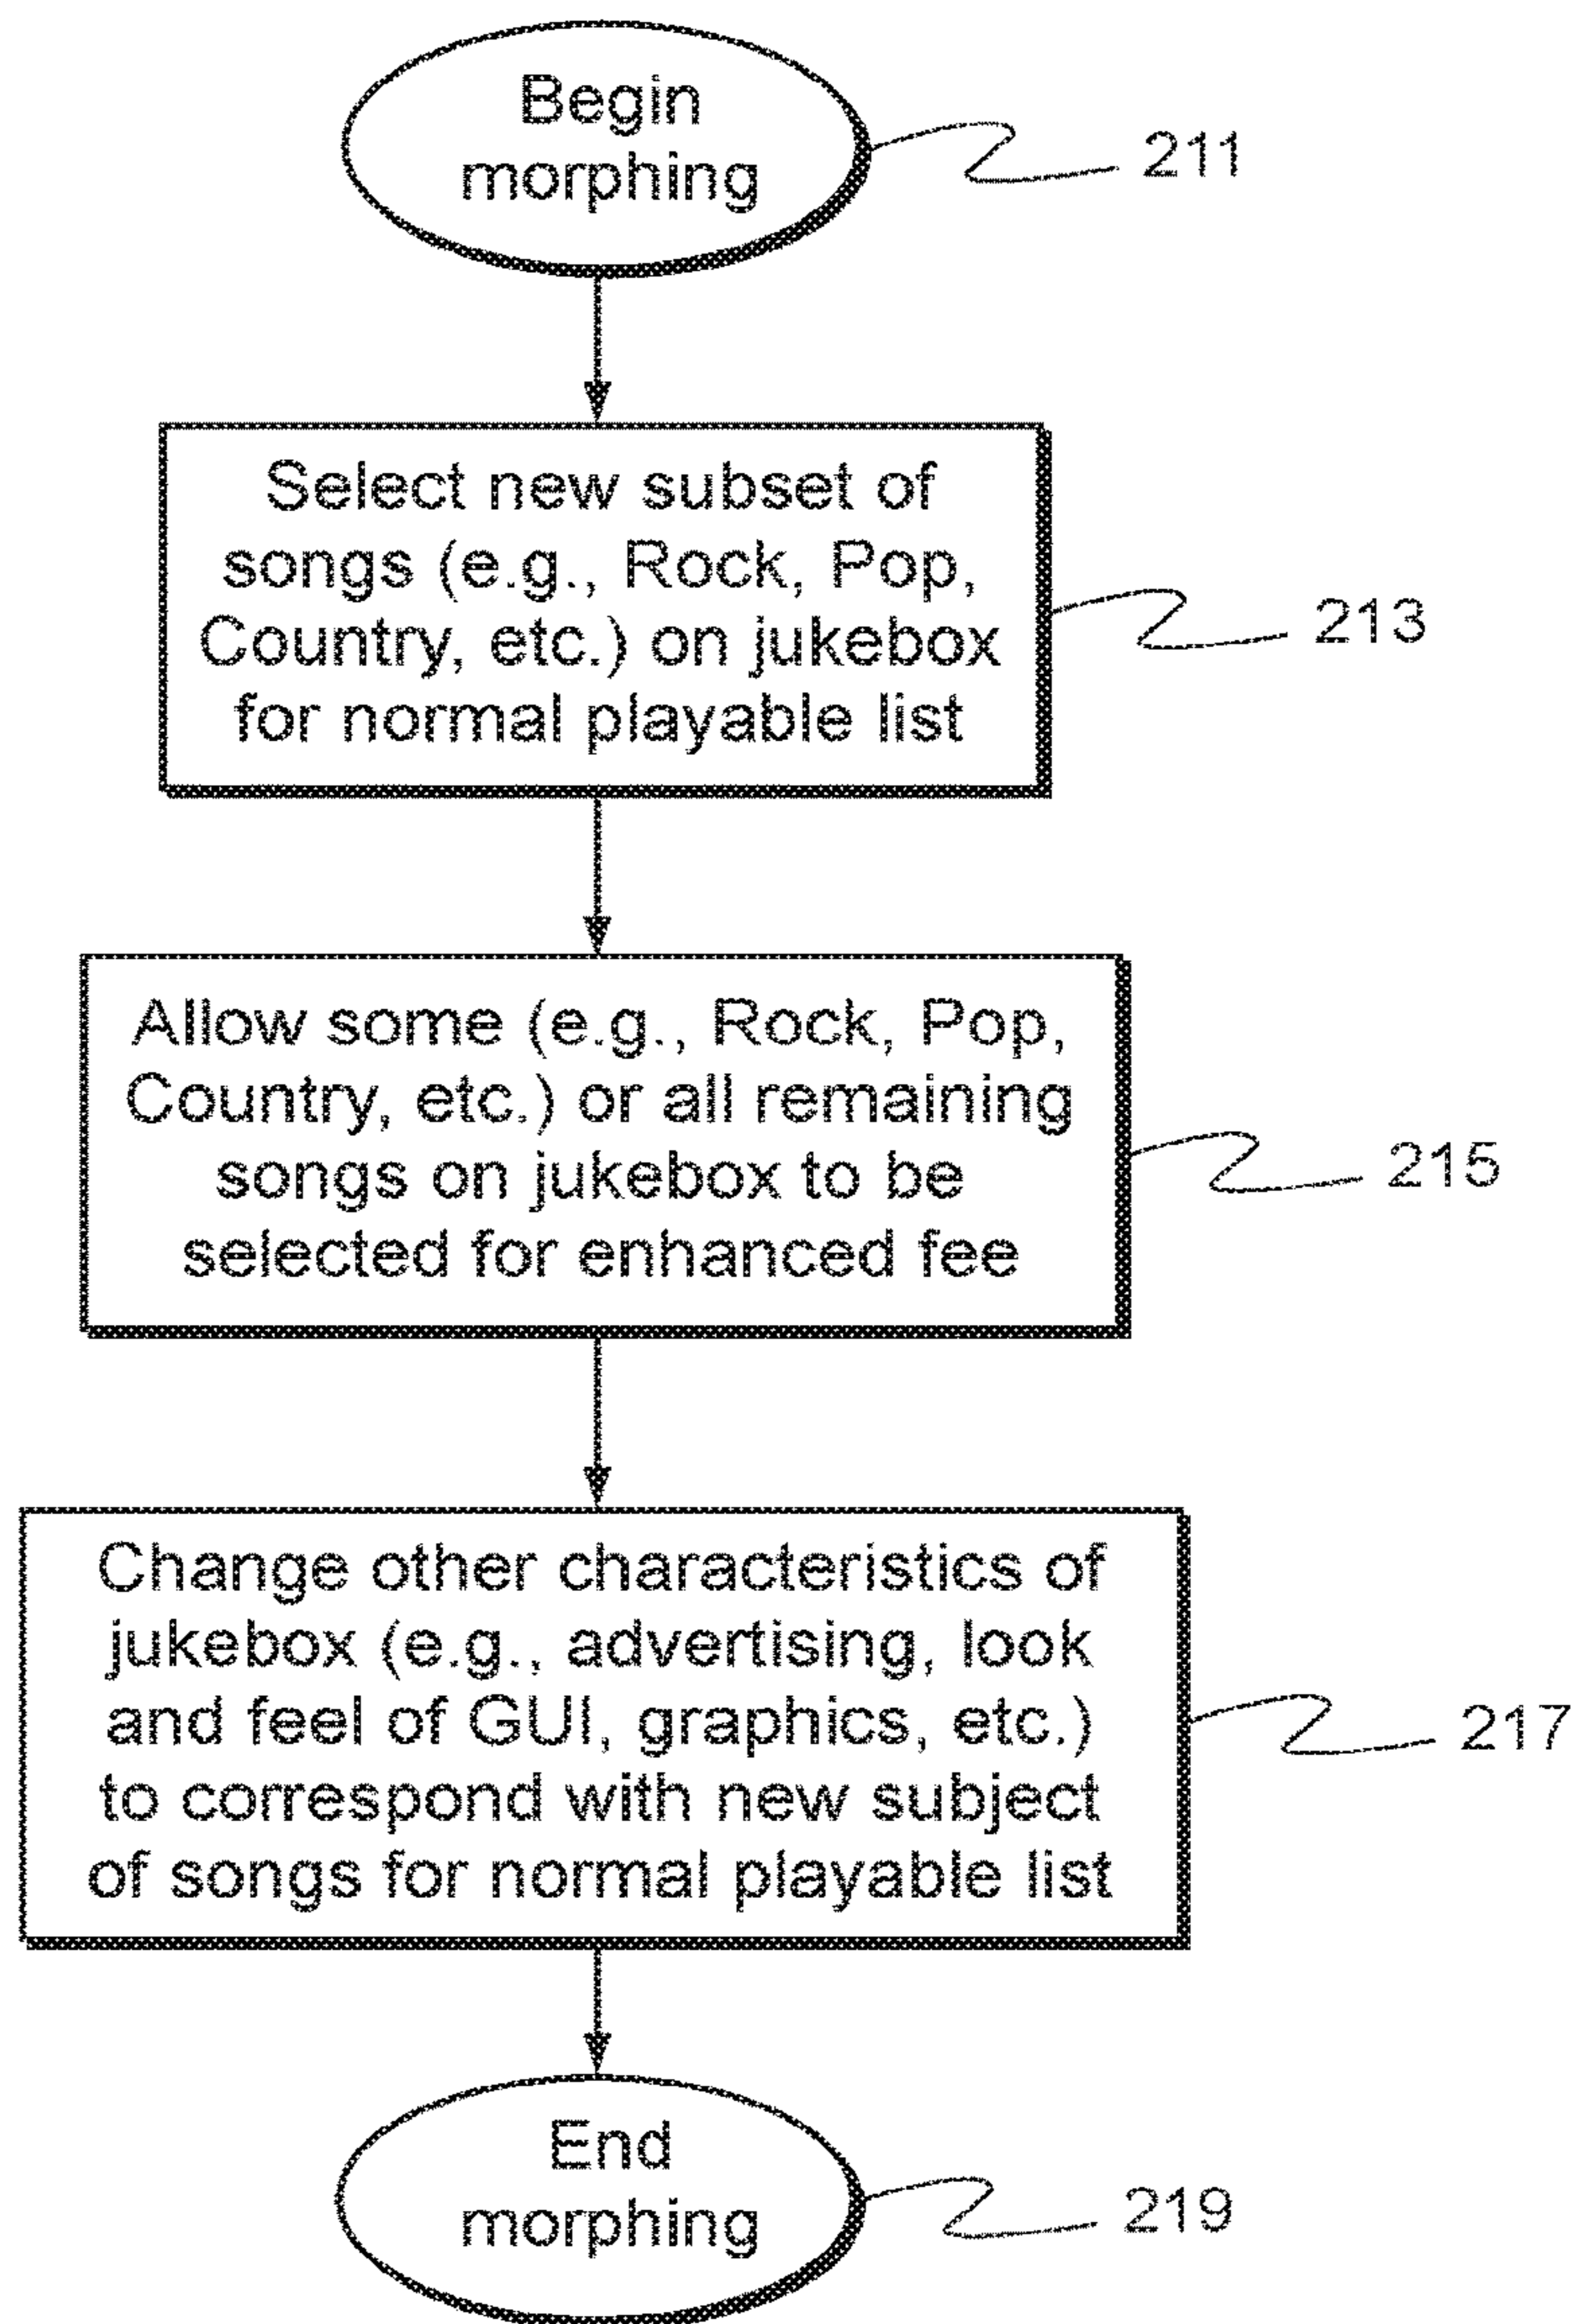 Begin
morphing
211
Select new subset of
songs (e.g., Rock, Pop,
Country, etc.) on jukebox
for normal playable list
213
Allow some (e.g., Rock, Pop,
Country, etc.) or all remaining
songs on jukebox to be
selected for enhanced fee
215
Change other characteristics of
jukebox (e.g., advertising, look
and feel of GUI, graphics, etc.)
to correspond with new subject
of songs for normal playable list
217
End
morphing
219